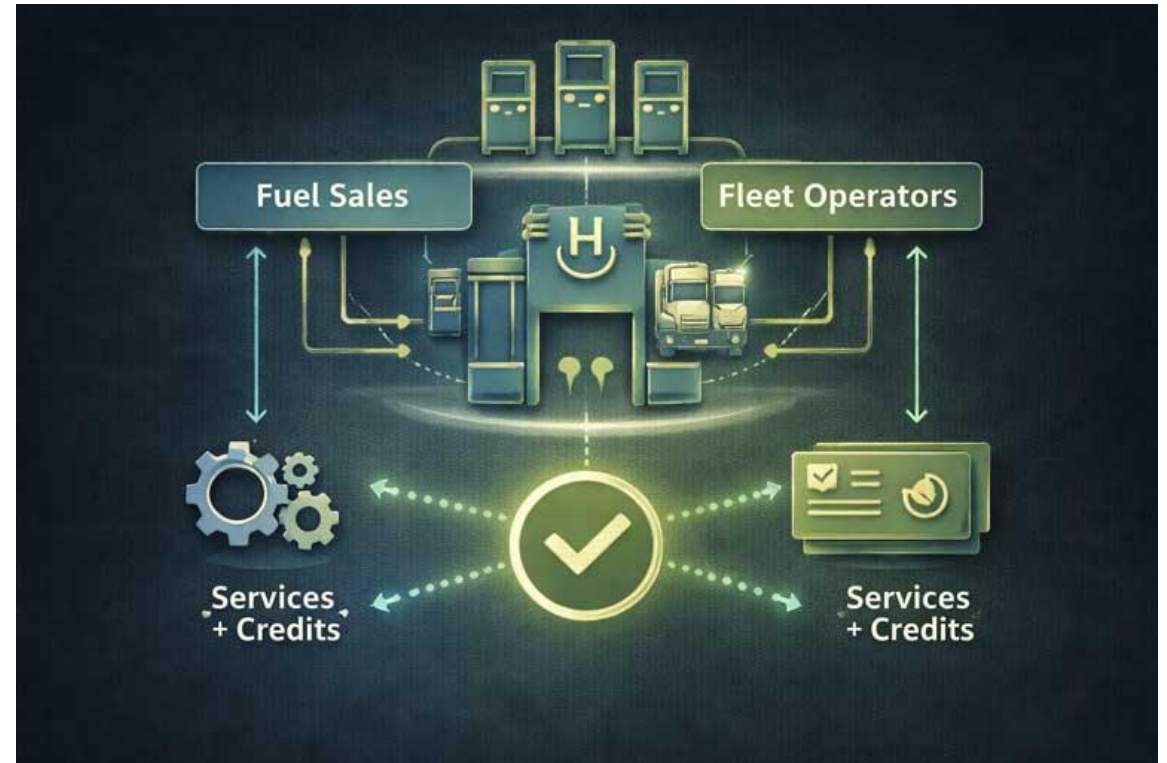 Fuel Sales
Fleet Operators
H
Services
+ Credits
Services
+ Credits